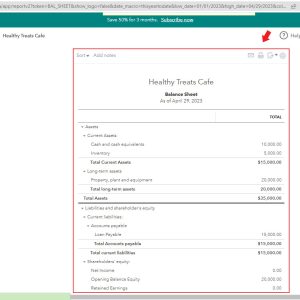 /app/report/2?token=BAL_SHEET&show_logo=false&date_macro=thisyeartodate&low_date=01/01/2023&high_date=04/29/2023&c
Save 50% for 3 months. Subscribe now
Healthy Treats Cafe
Help
Sort Add notes
Healthy Treats Cafe
Balance Sheet
As of April 29, 2023
TOTAL
Assets
Current Assets:
Cash and cash equivalents 10,000.00
Inventory 5,000.00
Total Current Assets $15,000.00
Long-term assets
Property, plant and equipment 20,000.00
Total long-term assets 20,000.00
Total Assets $35,000.00
Liabilities and shareholder's equity
Current liabilities:
Accounts payable
Loan Payable 15,000.00
Total Accounts payable $15,000.00
Total current liabilities $15,000.00
Shareholders' equity:
Net Income 0.00
Opening Balance Equity 20,000.00
Retained Earnings 0.00